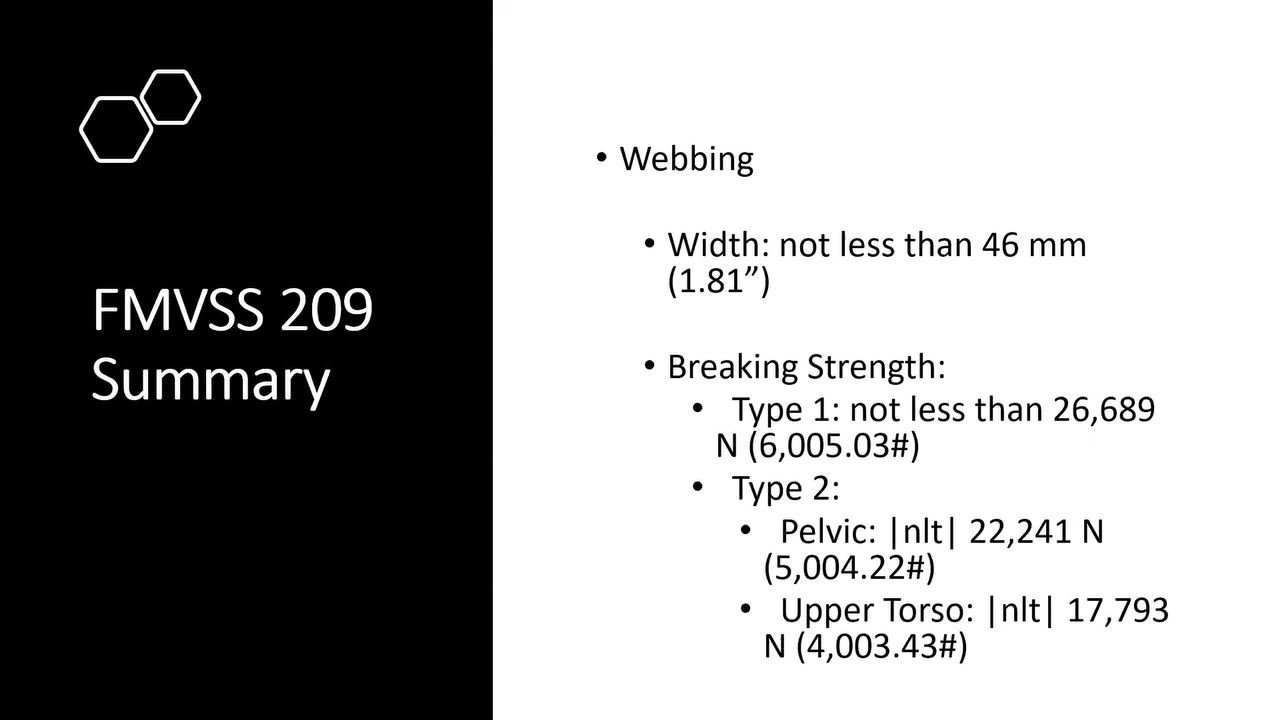 FMVSS 209
Summary
• Webbing
• Width: not less than 46 mm
(1.81”)
• Breaking Strength:
• Type 1: not less than 26,689
N (6,005.03#)
• Type 2:
• Pelvic: |nlt| 22,241 N
(5,004.22#)
• Upper Torso: |nlt| 17,793
N (4,003.43#)